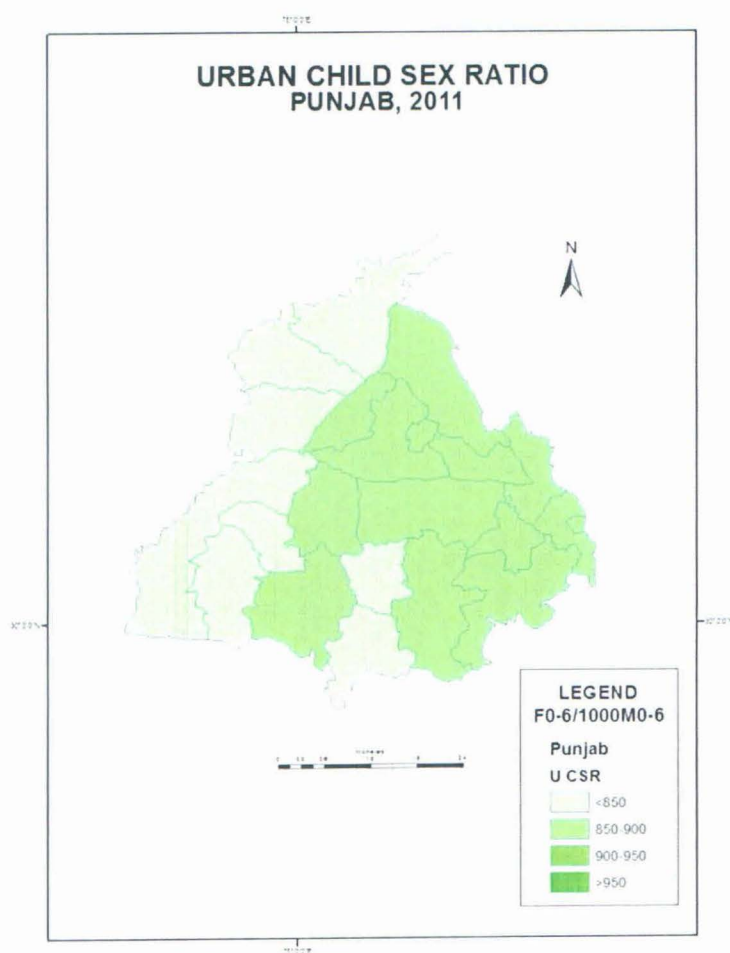 URBAN CHILD SEX RATIO
PUNJAB, 2011
N
LEGEND
F0-6/1000M0-6
Punjab
U CSR
<850
850-900
900-950
>950